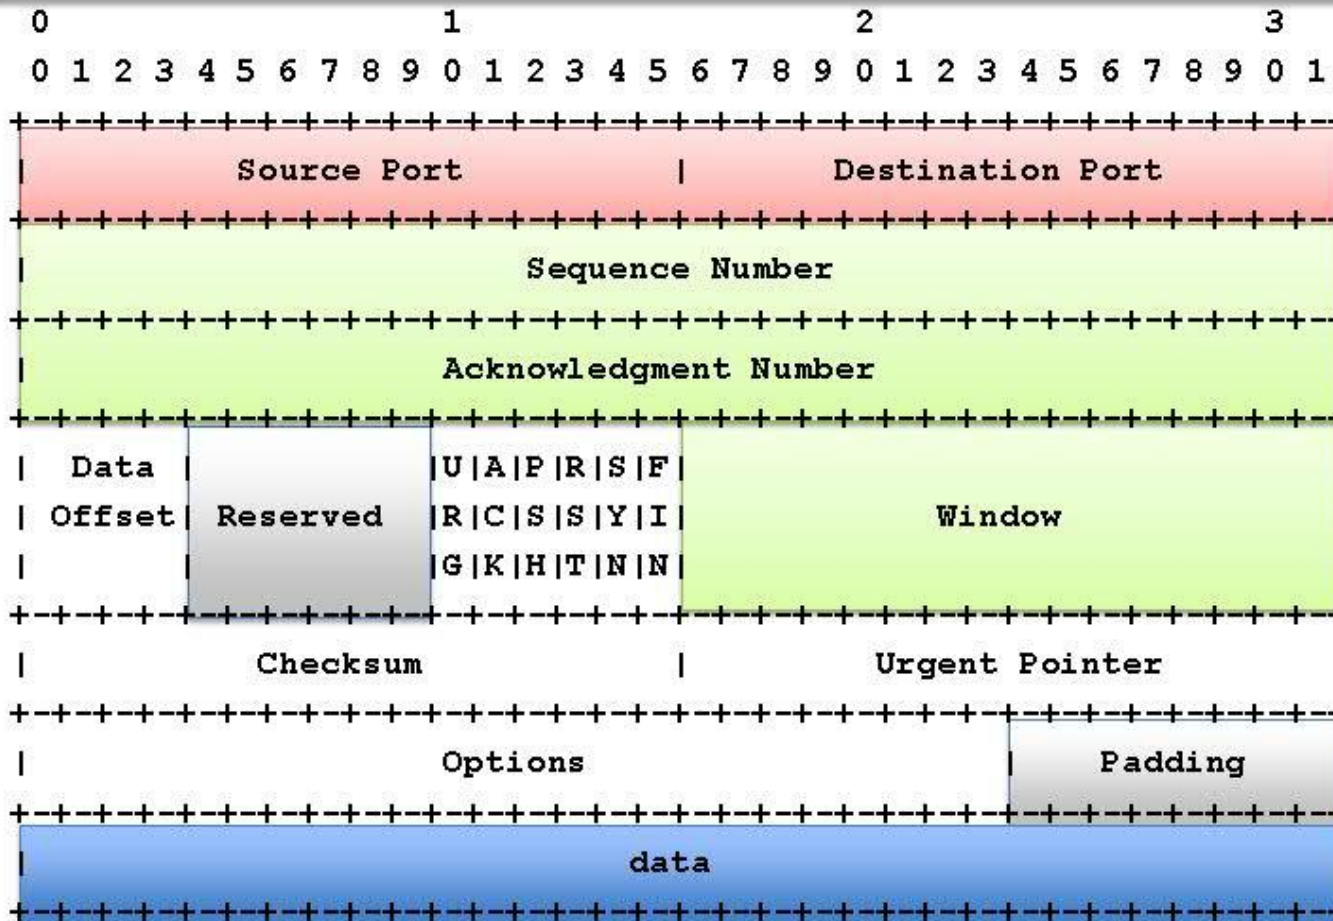 0 1 2 3
0 1 2 3 4 5 6 7 8 9 0 1 2 3 4 5 6 7 8 9 0 1 2 3 4 5 6 7 8 9 0 1
+-+-+-+-+-+-+-+-+-+-+-+-+-+-+-+-+-+-+-+-+-+-+-+-+-+-+-+-+-+-+-+-
| Source Port | Destination Port
+-+-+-+-+-+-+-+-+-+-+-+-+-+-+-+-+-+-+-+-+-+-+-+-+-+-+-+-+-+-+-+-
| Sequence Number
+-+-+-+-+-+-+-+-+-+-+-+-+-+-+-+-+-+-+-+-+-+-+-+-+-+-+-+-+-+-+-+-
| Acknowledgment Number
+-+-+-+-+-+-+-+-+-+-+-+-+-+-+-+-+-+-+-+-+-+-+-+-+-+-+-+-+-+-+-+-
| Data | |U|A|P|R|S|F|
| Offset| Reserved |R|C|S|S|Y|I| Window
| | |G|K|H|T|N|N|
+-+-+-+-+-+-+-+-+-+-+-+-+-+-+-+-+-+-+-+-+-+-+-+-+-+-+-+-+-+-+-+-
| Checksum | Urgent Pointer
+-+-+-+-+-+-+-+-+-+-+-+-+-+-+-+-+-+-+-+-+-+-+-+-+-+-+-+-+-+-+-+-
| Options | Padding
+-+-+-+-+-+-+-+-+-+-+-+-+-+-+-+-+-+-+-+-+-+-+-+-+-+-+-+-+-+-+-+-
| data
+-+-+-+-+-+-+-+-+-+-+-+-+-+-+-+-+-+-+-+-+-+-+-+-+-+-+-+-+-+-+-+-